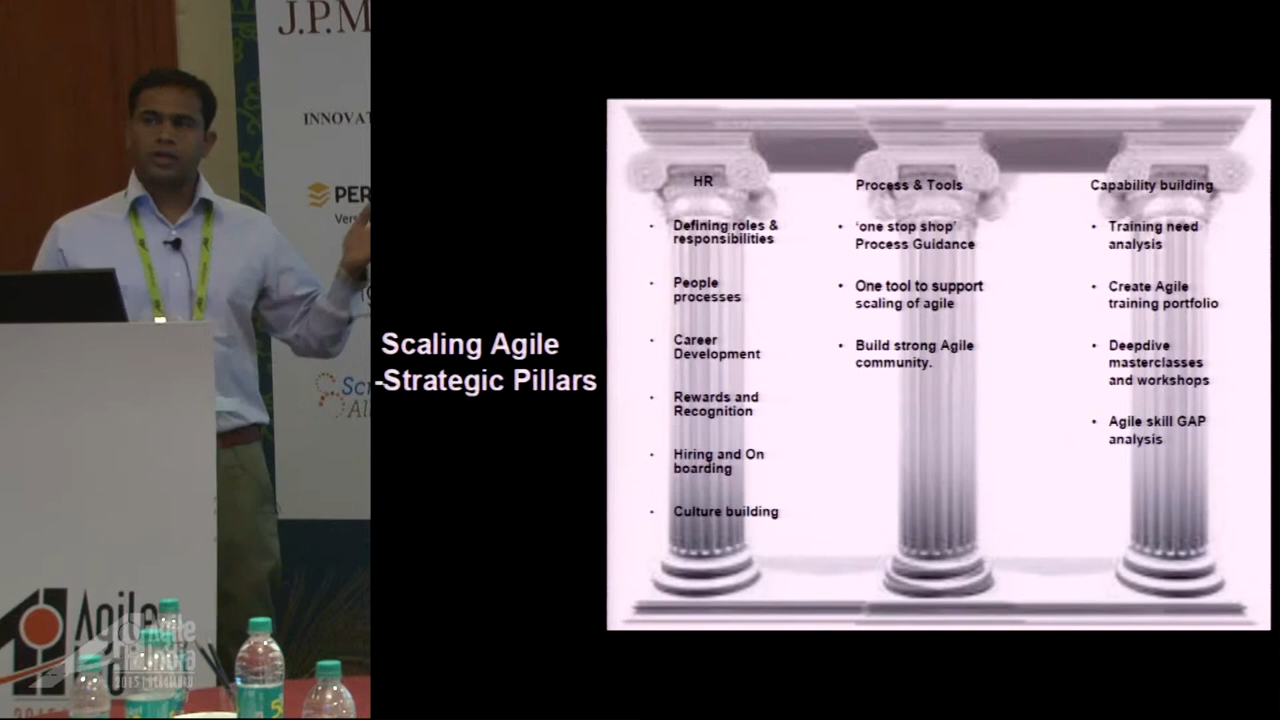 J.P.M
INNOVAT
PER
Scaling Agile
-Strategic Pillars
HR
• Defining roles &
responsibilities
• People
processes
• Career
Development
• Rewards and
Recognition
• Hiring and On
boarding
• Culture building
Process & Tools
• ‘one stop shop’
Process Guidance
• One tool to support
scaling of agile
• Build strong Agile
community.
Capability building
• Training need
analysis
• Create Agile
training portfolio
• Deepdive
masterclasses
and workshops
• Agile skill GAP
analysis
Agile
Agile
India